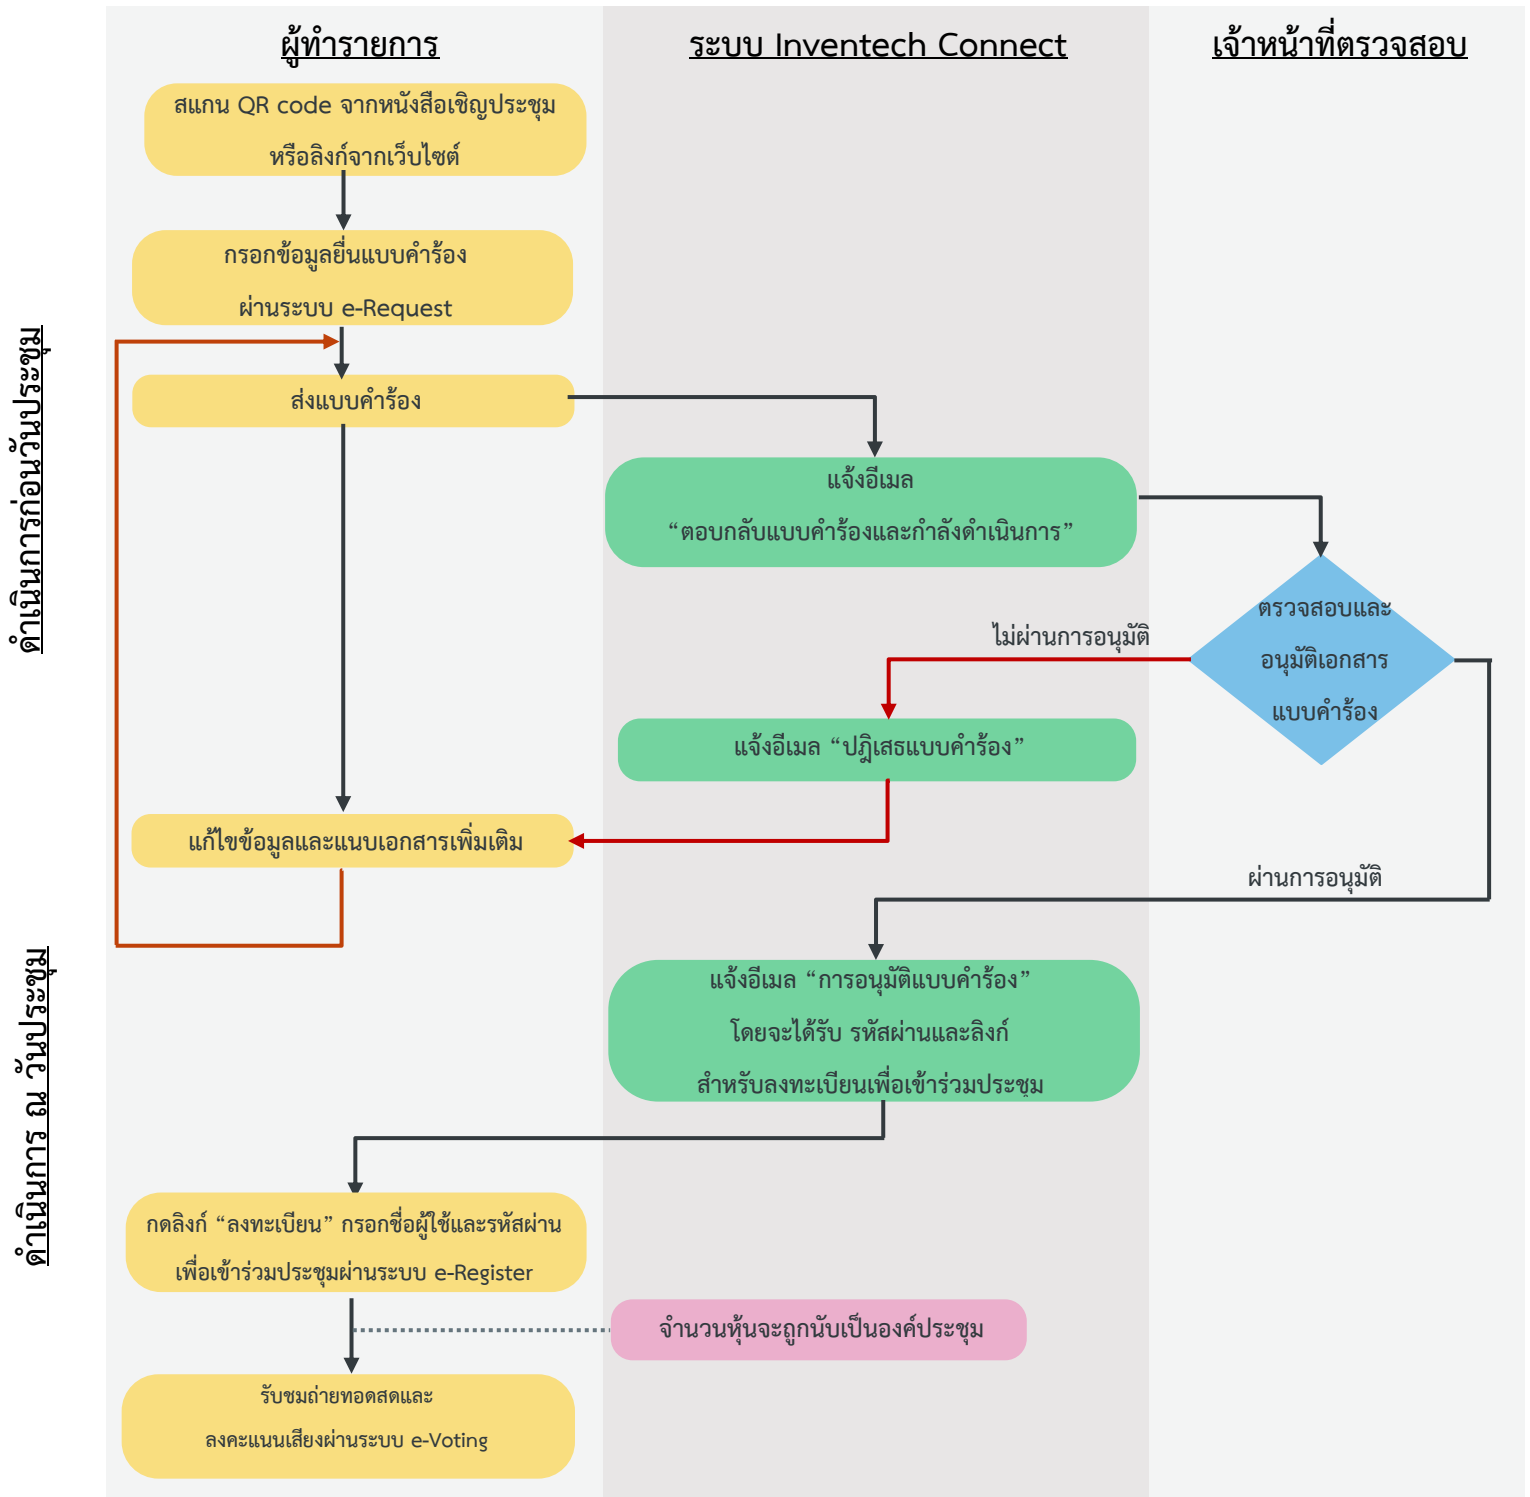 ผู้ทำรายการ
ระบบ Inventech Connect
เจ้าหน้าที่ตรวจสอบ
ดำเนินการก่อนวันประชุม
สแกน QR code จากหนังสือเชิญประชุม
หรือลิงก์จากเว็บไซต์
กรอกข้อมูลยื่นแบบคำร้อง
ผ่านระบบ e-Request
ส่งแบบคำร้อง
แจ้งอีเมล
“ตอบกลับแบบคำร้องและกำลังดำเนินการ”
ตรวจสอบและ
อนุมัติเอกสาร
แบบคำร้อง
ไม่ผ่านการอนุมัติ
แจ้งอีเมล “ปฎิเสธแบบคำร้อง”
แก้ไขข้อมูลและแนบเอกสารเพิ่มเติม
ผ่านการอนุมัติ
ดำเนินการ ณ วันประชุม
แจ้งอีเมล “การอนุมัติแบบคำร้อง”
โดยจะได้รับ รหัสผ่านและลิงก์
สำหรับลงทะเบียนเพื่อเข้าร่วมประชุม
กดลิงก์ “ลงทะเบียน” กรอกชื่อผู้ใช้และรหัสผ่าน
เพื่อเข้าร่วมประชุมผ่านระบบ e-Register
จำนวนหุ้นจะถูกนับเป็นองค์ประชุม
รับชมถ่ายทอดสดและ
ลงคะแนนเสียงผ่านระบบ e-Voting